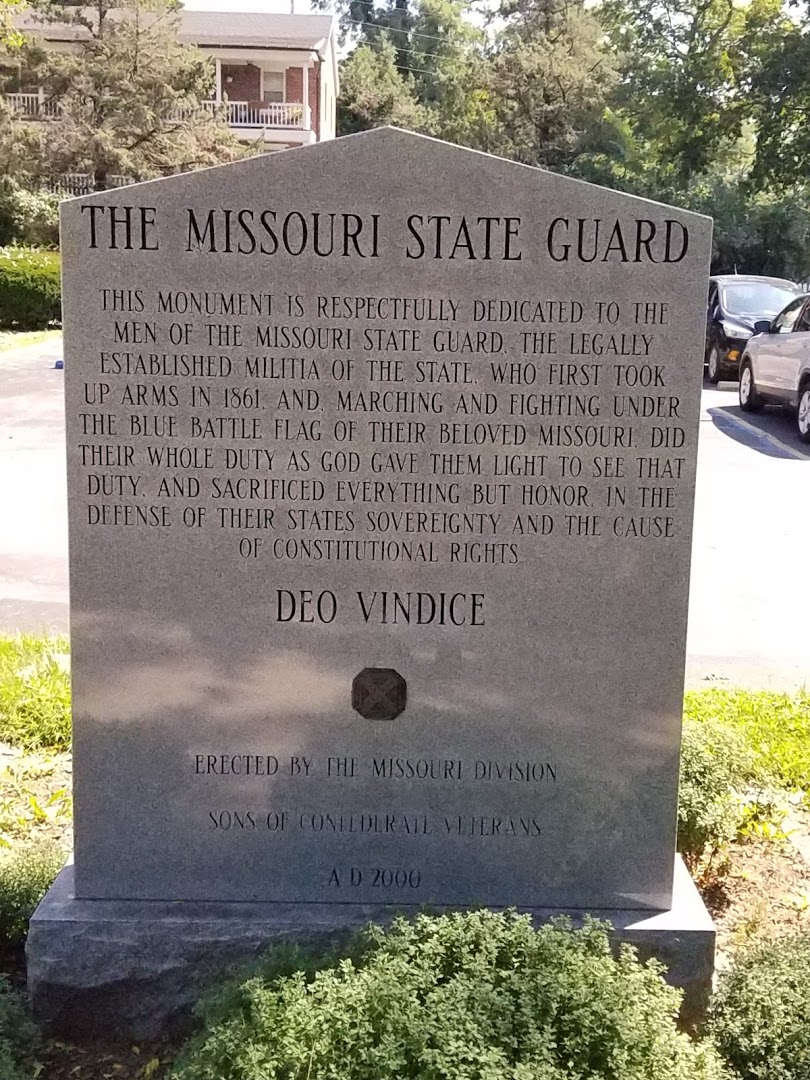 THE MISSOURI STATE GUARD
THIS MONUMENT IS RESPECTFULLY DEDICATED TO THE
MEN OF THE MISSOURI STATE GUARD, THE LEGALLY
ESTABLISHED MILITIA OF THE STATE, WHO FIRST TOOK
UP ARMS IN 1861, AND, MARCHING AND FIGHTING UNDER
THE BLUE BATTLE FLAG OF THEIR BELOVED MISSOURI, DID
THEIR WHOLE DUTY AS GOD GAVE THEM LIGHT TO SEE THAT
DUTY, AND SACRIFICED EVERYTHING BUT HONOR, IN THE
DEFENSE OF THEIR STATES SOVEREIGNTY AND THE CAUSE
OF CONSTITUTIONAL RIGHTS.
DEO VINDICE
ERECTED BY THE MISSOURI DIVISION
SONS OF CONFEDERATE VETERANS
A D 2000